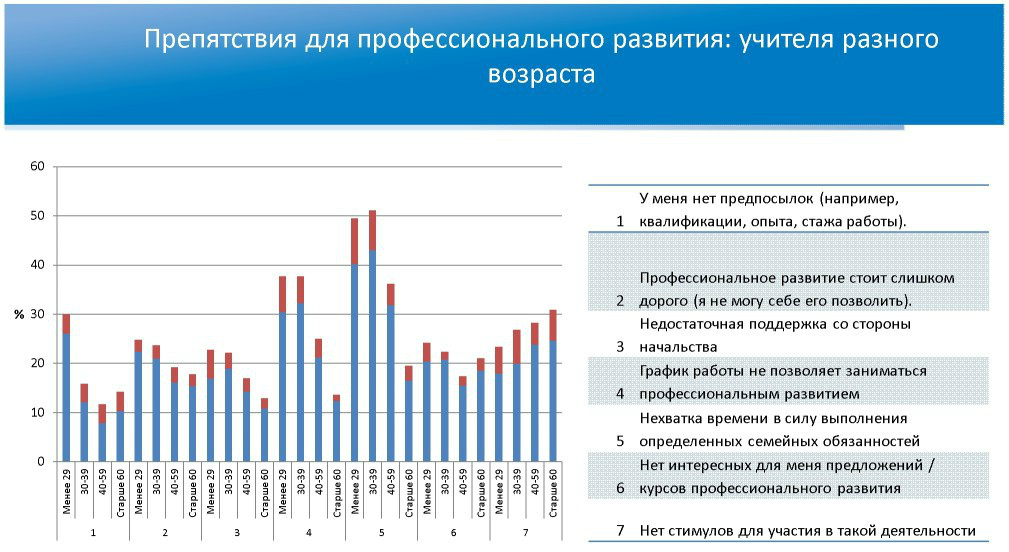 Препятствия для профессионального развития: учителя разного
возраста
60
50
40
% 30
20
10
0
Менее 29
30-39
40-59
Старше 60
Менее 29
30-39
40-59
Старше 60
Менее 29
30-39
40-59
Старше 60
Менее 29
30-39
40-59
Старше 60
Менее 29
30-39
40-59
Старше 60
Менее 29
30-39
40-59
Старше 60
Менее 29
30-39
40-59
Старше 60
1 2 3 4 5 6 7
У меня нет предпосылок (например,
1 квалификации, опыта, стажа работы).
Профессиональное развитие стоит слишком
2 дорого (я не могу себе его позволить).
Недостаточная поддержка со стороны
3 начальства
График работы не позволяет заниматься
4 профессиональным развитием
Нехватка времени в силу выполнения
5 определенных семейных обязанностей
Нет интересных для меня предложений /
6 курсов профессионального развития
7 Нет стимулов для участия в такой деятельности